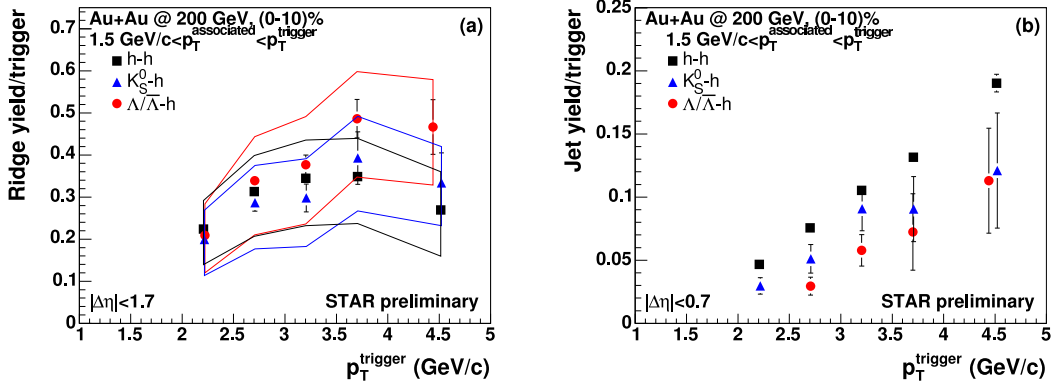 Au+Au @ 200 GeV, (0-10)% (a)
1.5 GeV/c<p_T^associated<p_T^trigger
h-h
K_S^0-h
Λ/Λ̅-h
|Δη|<1.7
STAR preliminary
Ridge yield/trigger
0
0.1
0.2
0.3
0.4
0.5
0.6
0.7
1 1.5 2 2.5 3 3.5 4 4.5 5
p_T^trigger (GeV/c)
Au+Au @ 200 GeV, (0-10)% (b)
1.5 GeV/c<p_T^associated<p_T^trigger
h-h
K_S^0-h
Λ/Λ̅-h
|Δη|<0.7
STAR preliminary
Jet yield/trigger
0
0.05
0.1
0.15
0.2
0.25
1 1.5 2 2.5 3 3.5 4 4.5 5
p_T^trigger (GeV/c)